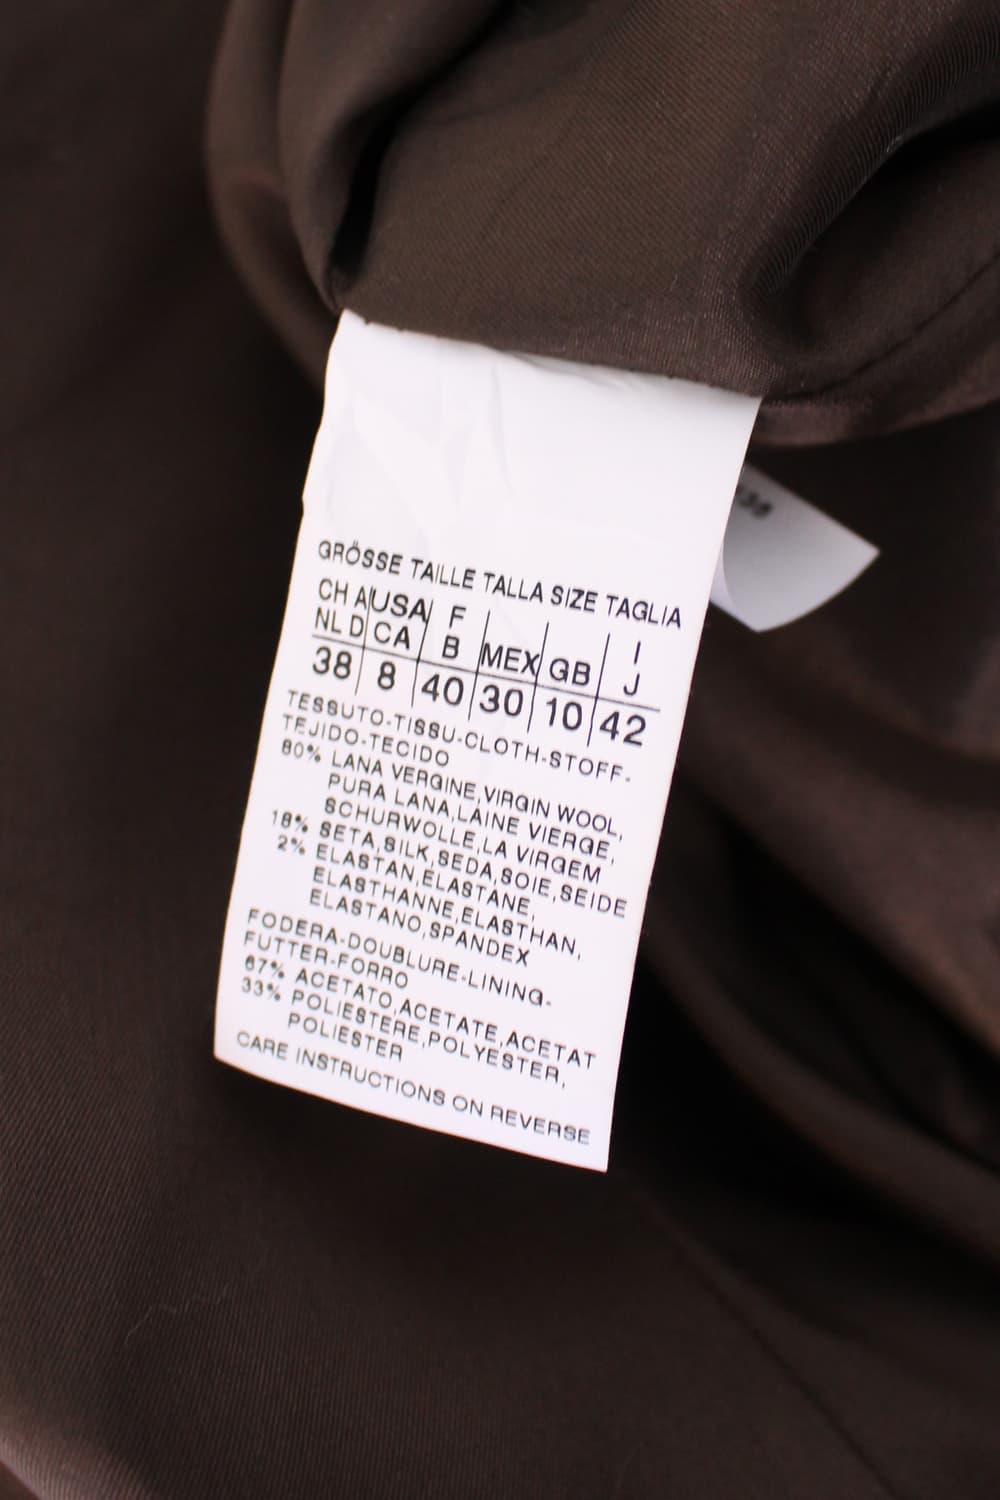 GRÖSSE TAILLE TALLA SIZE TAGLIA
CH A USA F I
NL D CA B MEX GB J
38 8 40 30 10 42
TESSUTO-TISSU-CLOTH-STOFF-
TEJIDO-TECIDO
80% LANA VERGINE,VIRGIN WOOL,
PURA LANA,LAINE VIERGE,
SCHURWOLLE,LA VIRGEM
18% SETA,SILK,SEDA,SOIE,SEIDE
2% ELASTAN,ELASTANE,
ELASTHANNE,ELASTHAN,
ELASTANO,SPANDEX
FODERA-DOUBLURE-LINING-
FUTTER-FORRO
67% ACETATO,ACETATE,ACETAT
33% POLIESTERE,POLYESTER,
POLIESTER
CARE INSTRUCTIONS ON REVERSE